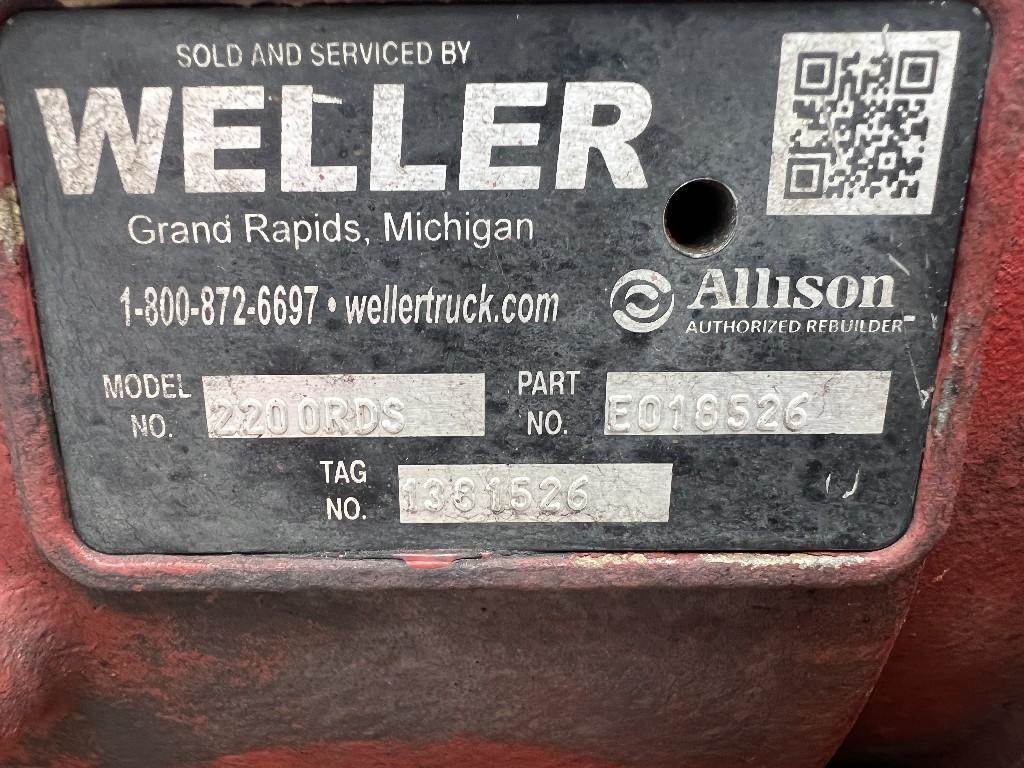 SOLD AND SERVICED BY
WELLER
Grand Rapids, Michigan
1-800-872-6697 • wellertruck.com
Allison
AUTHORIZED REBUILDER
MODEL NO. 2200RDS
PART NO. E018526
TAG NO. 1381526